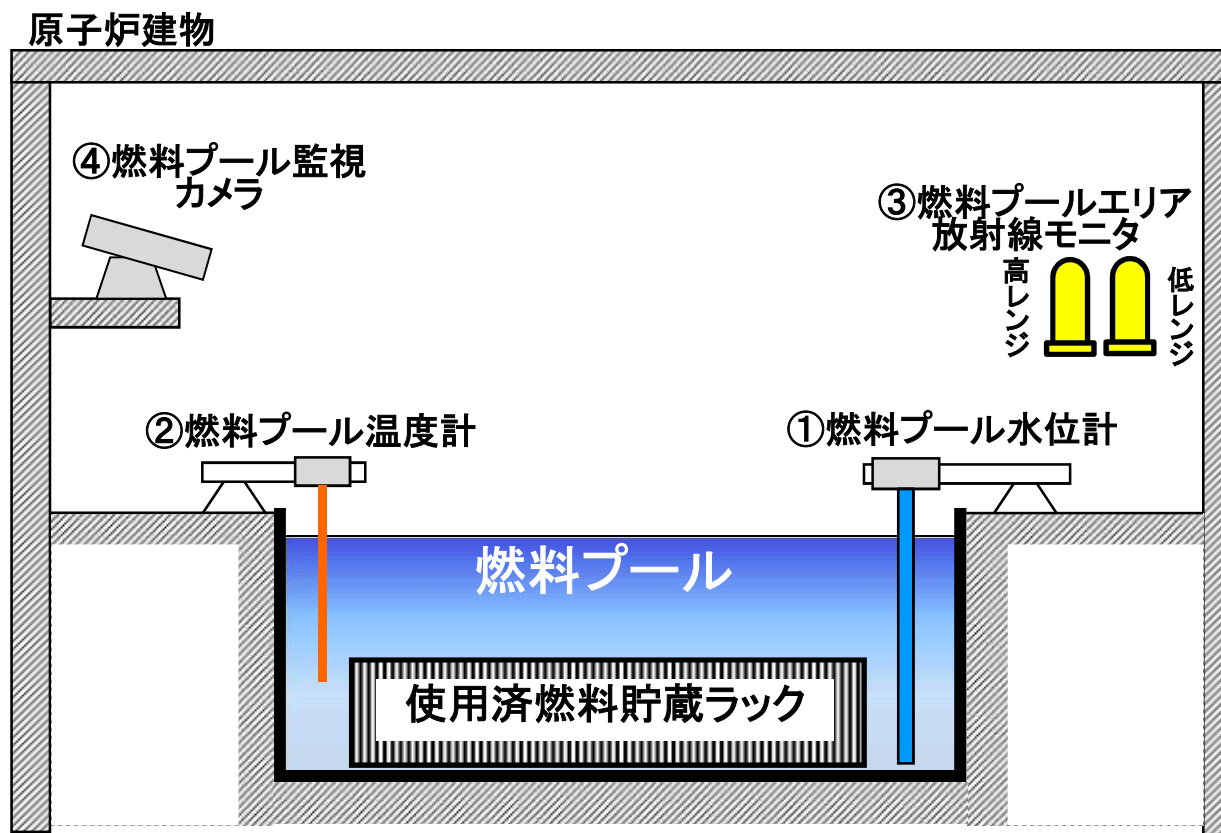 原子炉建物
④燃料プール監視
カメラ
③燃料プールエリア
放射線モニタ
高レンジ
低レンジ
②燃料プール温度計
①燃料プール水位計
燃料プール
使用済燃料貯蔵ラック